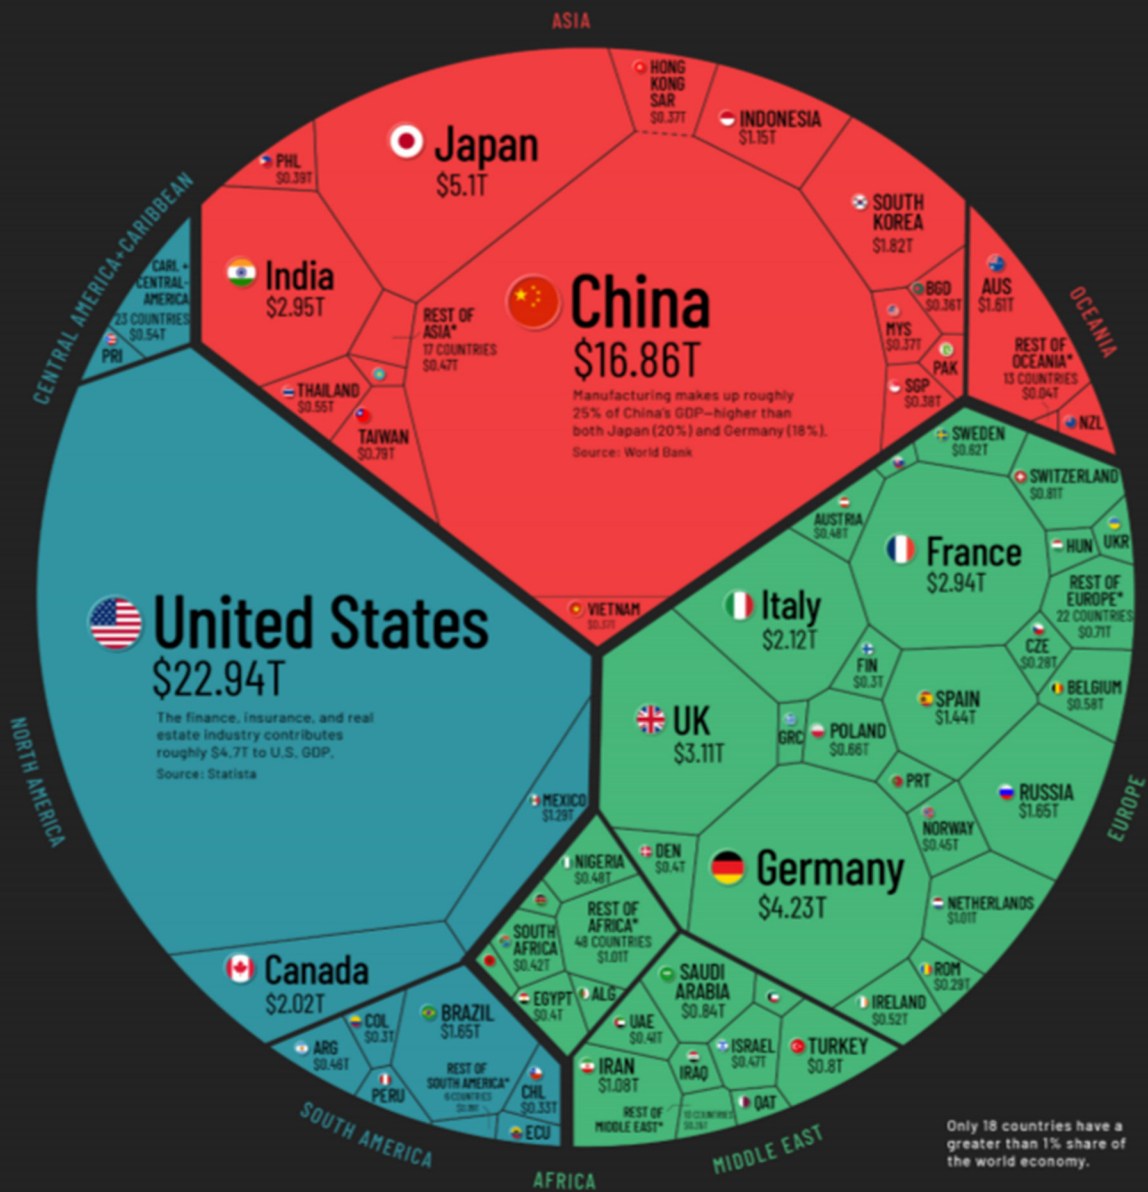 ASIA
HONG
KONG
SAR
$0.37T
INDONESIA
$1.15T
Japan
$5.1T
PHL
$0.39T
SOUTH
KOREA
$1.82T
CENTRAL AMERICA+CARIBBEAN
CARI. +
CENTRAL-
AMERICA
23 COUNTRIES
$0.54T
PRI
India
$2.95T
REST OF
ASIA*
17 COUNTRIES
$0.47T
China
$16.86T
Manufacturing makes up roughly
25% of China's GDP—higher than
both Japan (20%) and Germany (18%).
Source: World Bank
BGD
$0.36T
MYS
$0.37T
PAK
SGP
$0.38T
AUS
$1.61T
OCEANIA
REST OF
OCEANIA*
13 COUNTRIES
$0.04T
NZL
THAILAND
$0.55T
TAIWAN
$0.79T
VIETNAM
$0.37T
SWEDEN
$0.62T
SWITZERLAND
$0.81T
AUSTRIA
$0.48T
France
$2.94T
HUN
UKR
REST OF
EUROPE*
22 COUNTRIES
$0.71T
Italy
$2.12T
FIN
$0.3T
CZE
$0.28T
BELGIUM
$0.58T
SPAIN
$1.44T
United States
$22.94T
The finance, insurance, and real
estate industry contributes
roughly $4.7T to U.S. GDP.
Source: Statista
UK
$3.11T
GRC
POLAND
$0.66T
PRT
RUSSIA
$1.65T
NORWAY
$0.45T
NORTH AMERICA
EUROPE
MEXICO
$1.29T
DEN
$0.4T
Germany
$4.23T
NETHERLANDS
$1.01T
ROM
$0.29T
IRELAND
$0.52T
NIGERIA
$0.48T
REST OF
AFRICA*
48 COUNTRIES
$1.01T
SOUTH
AFRICA
$0.42T
EGYPT
$0.4T
ALG
Canada
$2.02T
COL
$0.3T
BRAZIL
$1.65T
ARG
$0.46T
PERU
REST OF
SOUTH AMERICA*
6 COUNTRIES
CHL
$0.33T
ECU
SAUDI
ARABIA
$0.84T
UAE
$0.41T
ISRAEL
$0.47T
TURKEY
$0.8T
IRAN
$1.08T
IRAQ
REST OF
MIDDLE EAST*
10 COUNTRIES
QAT
SOUTH AMERICA
AFRICA
MIDDLE EAST
Only 18 countries have a
greater than 1% share of
the world economy.